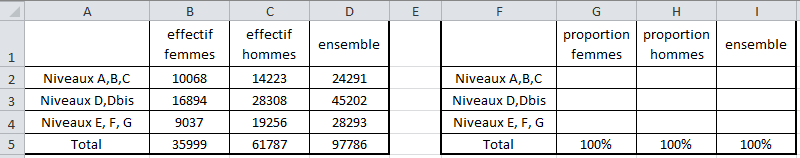 A B C D E F G H I
1 effectif femmes effectif hommes ensemble proportion femmes proportion hommes ensemble
2 Niveaux A,B,C 10068 14223 24291 Niveaux A,B,C
3 Niveaux D,Dbis 16894 28308 45202 Niveaux D,Dbis
4 Niveaux E, F, G 9037 19256 28293 Niveaux E, F, G
5 Total 35999 61787 97786 Total 100% 100% 100%